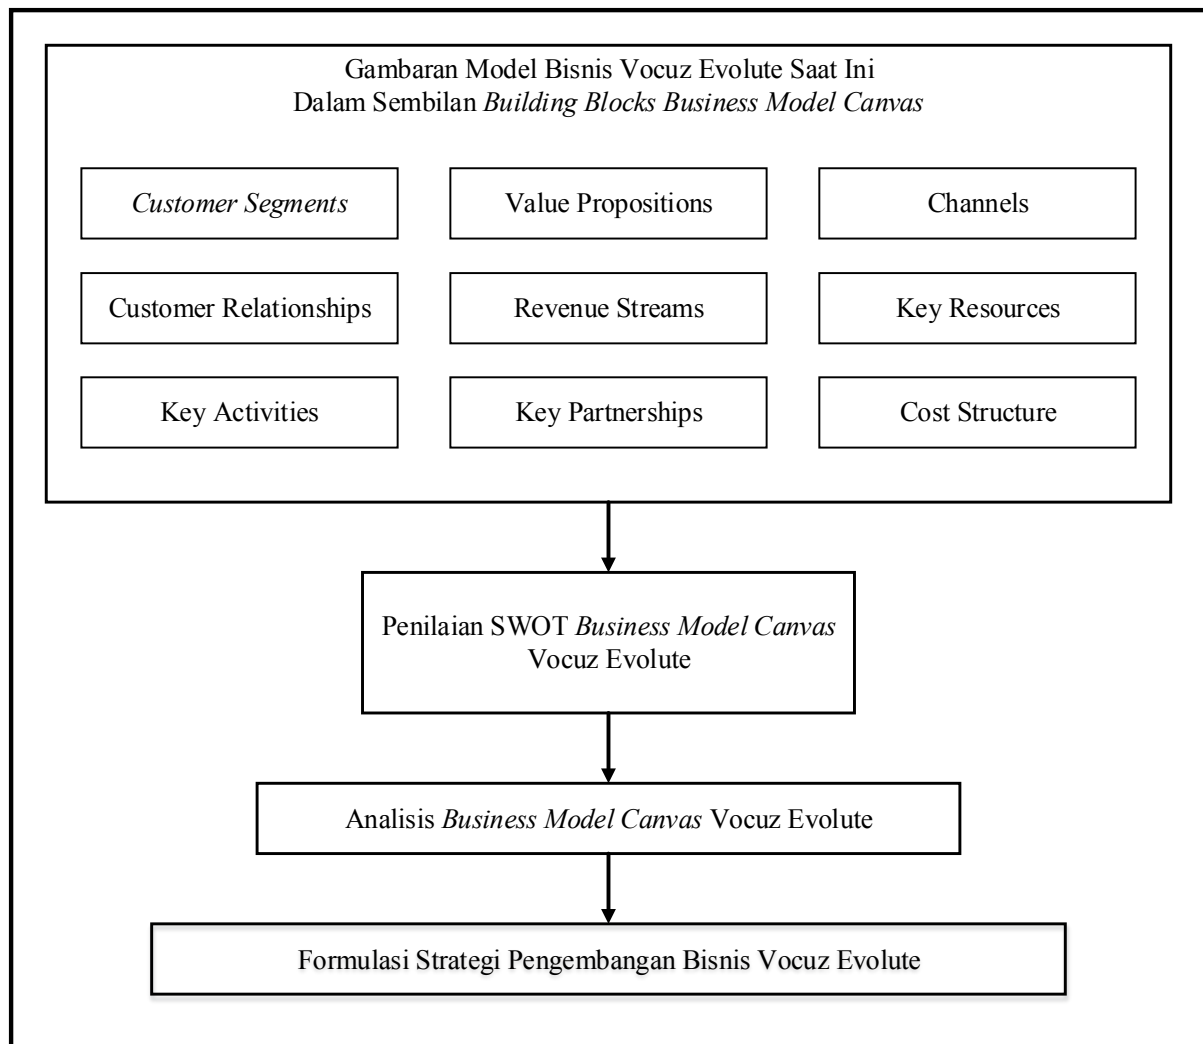 Gambaran Model Bisnis Vocuz Evolute Saat Ini
Dalam Sembilan Building Blocks Business Model Canvas
Customer Segments
Value Propositions
Channels
Customer Relationships
Revenue Streams
Key Resources
Key Activities
Key Partnerships
Cost Structure
Penilaian SWOT Business Model Canvas
Vocuz Evolute
Analisis Business Model Canvas Vocuz Evolute
Formulasi Strategi Pengembangan Bisnis Vocuz Evolute